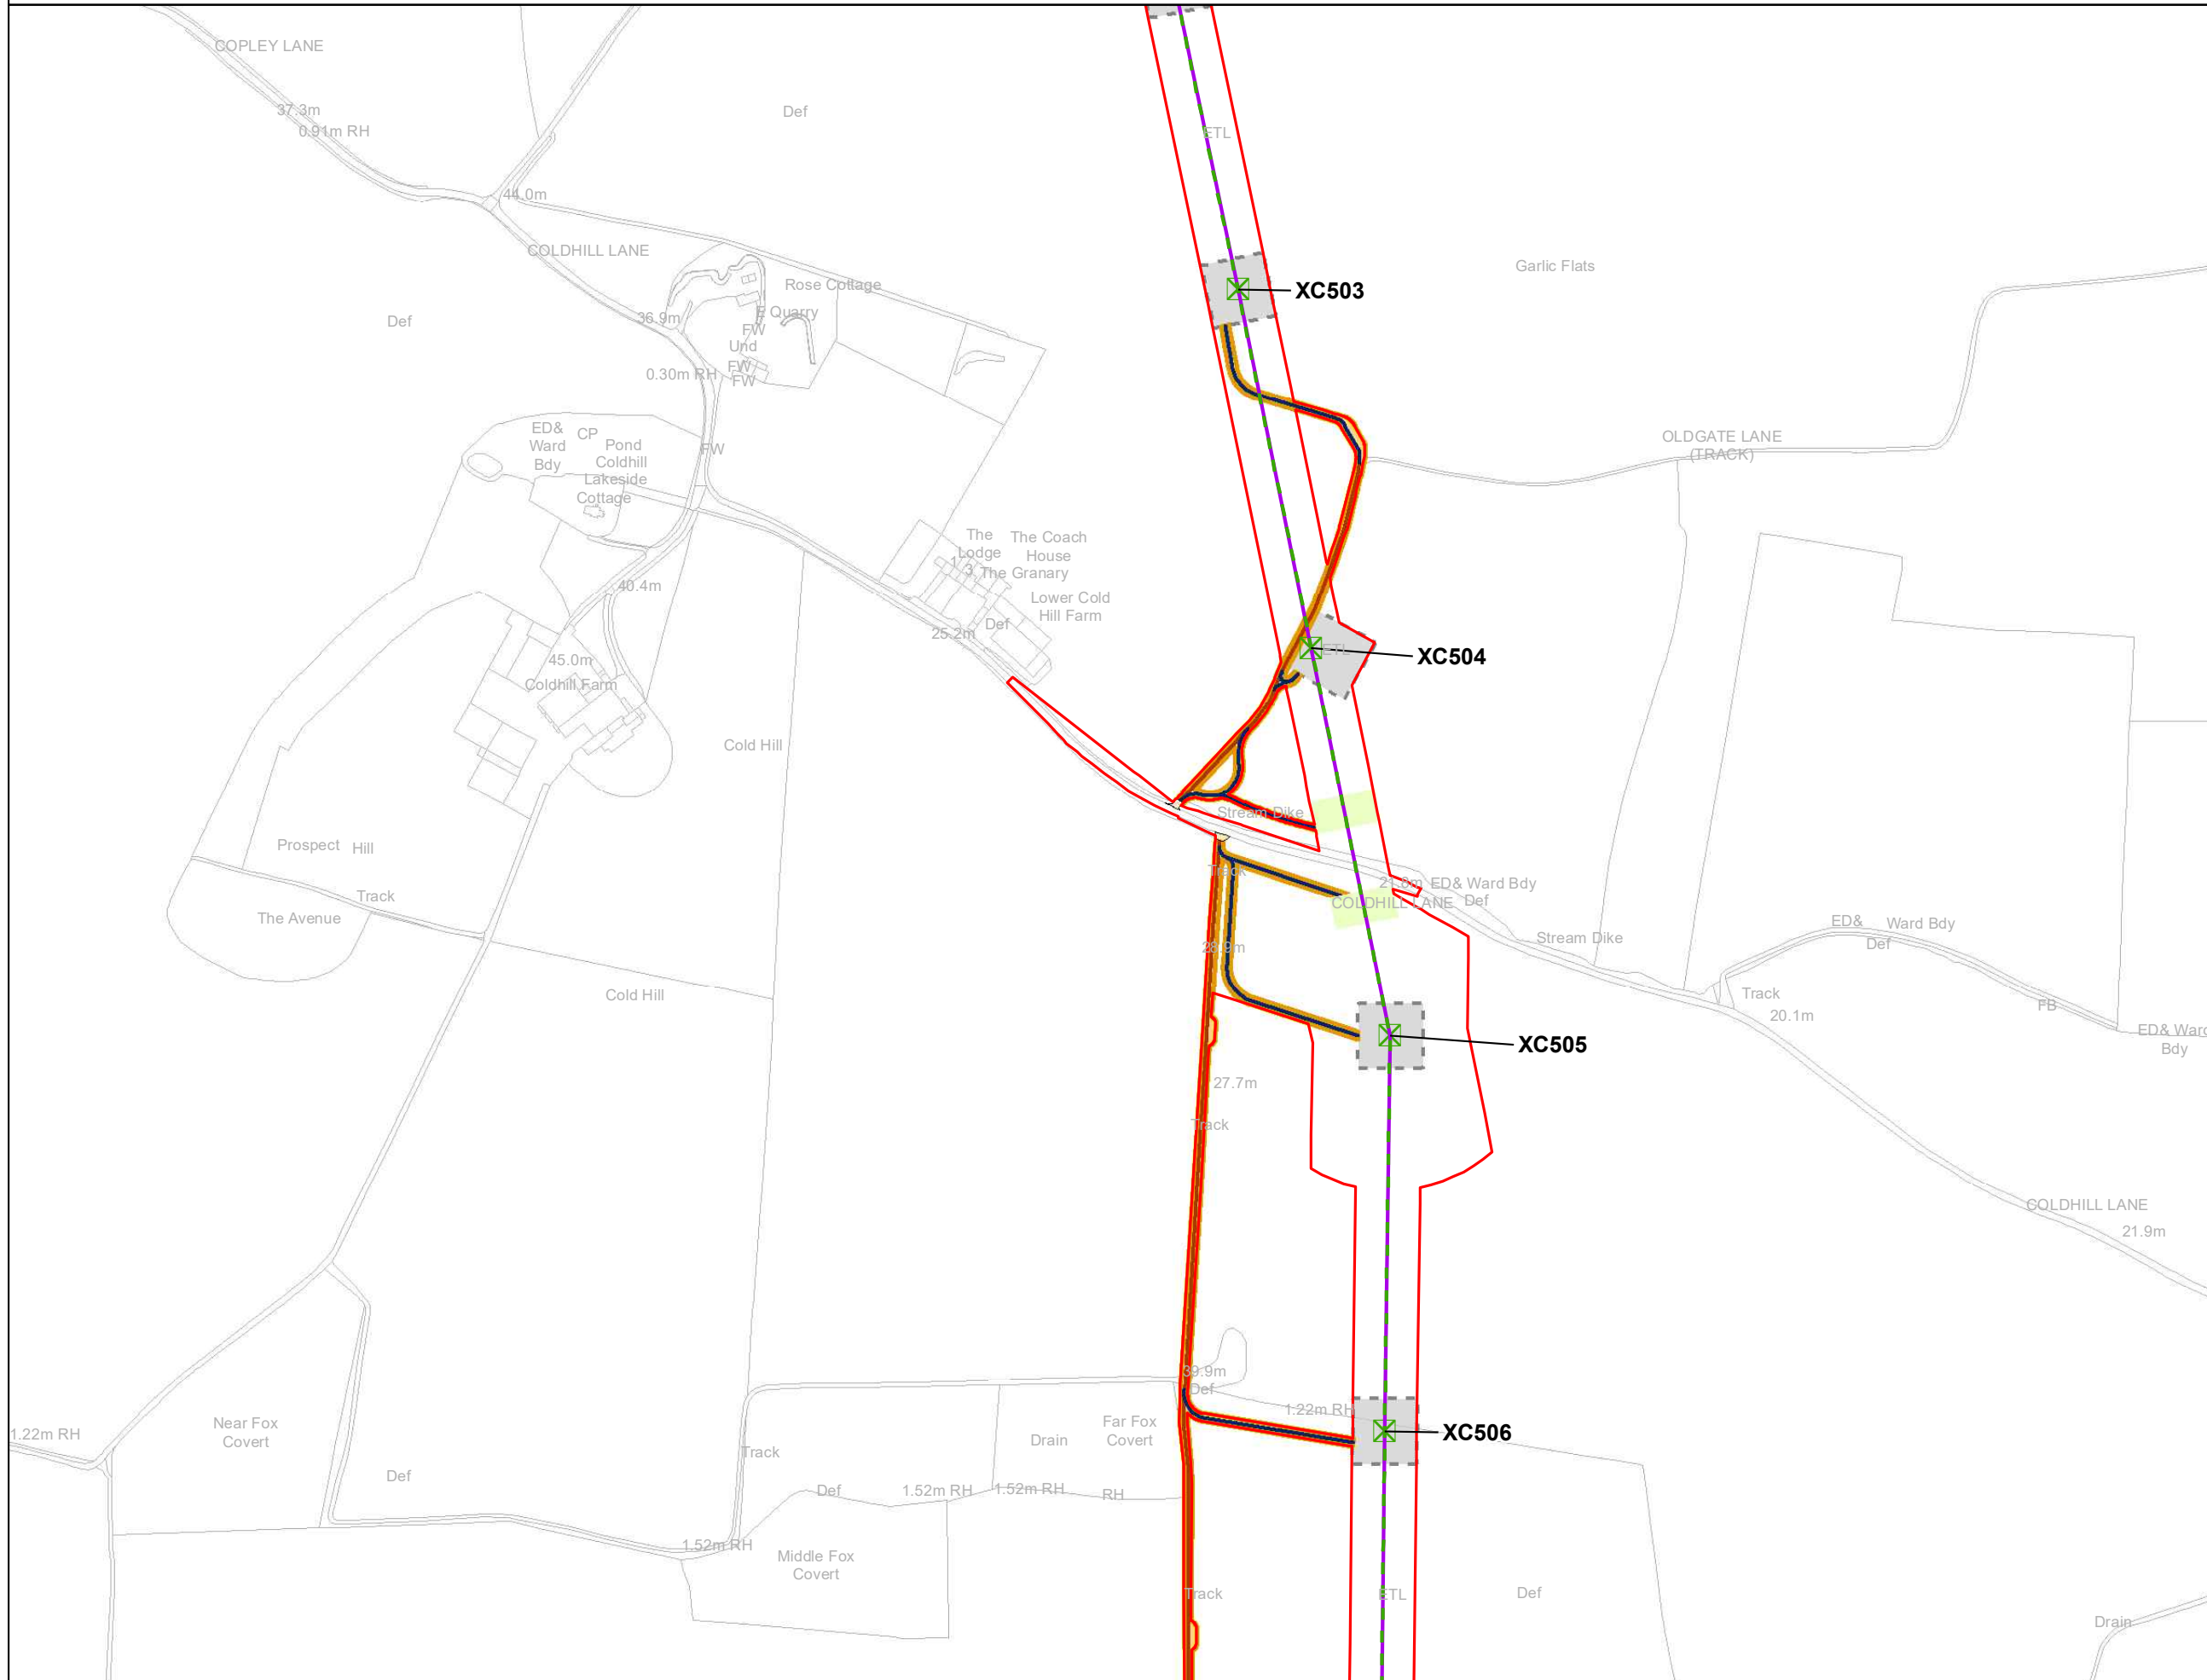 COPLEY LANE
37.3m
0.91m RH
Def
ETL
44.0m
COLDHILL LANE
Garlic Flats
Rose Cottage
XC503
Def
36.9m
Quarry
FW
Und
FW
0.30m RH
FW
ED&
Ward
Bdy
CP
Pond
Coldhill
Lakeside
Cottage
FW
OLDGATE LANE
(TRACK)
The
Lodge
The Coach
House
1
3
The Granary
40.4m
Lower Cold
Hill Farm
Def
25.2m
ETL
XC504
45.0m
Coldhill Farm
Cold Hill
Stream Dike
Prospect Hill
Track
21.8m
ED& Ward Bdy
Def
Track
COLDHILL LANE
The Avenue
ED& Ward Bdy
Def
Stream Dike
28.9m
Cold Hill
Track
FB
20.1m
ED& Ward
Bdy
XC505
27.7m
Track
COLDHILL LANE
21.9m
39.9m
Def
1.22m RH
Near Fox
Covert
Far Fox
Covert
1.22m RH
XC506
Drain
Track
Def
Def
1.52m RH
1.52m RH
RH
1.52m RH
Middle Fox
Covert
Track
ETL
Def
Drain